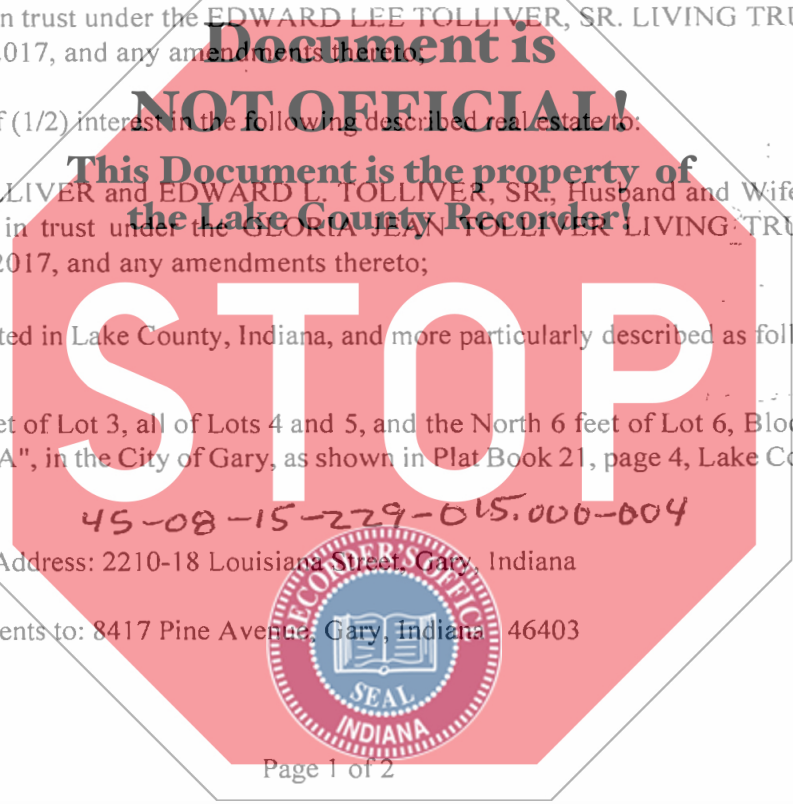 n trust under the EDWARD LEE TOLLIVER, SR. LIVING TRU
Document is
017, and any amendments thereto;
NOT OFFICIAL!
f (1/2) interest in the following described real estate to:
This Document is the property of
LLIVER and EDWARD L. TOLLIVER, SR., Husband and Wife
the Lake County Recorder!
in trust under the GLORIA JEAN TOLLIVER LIVING TRU
2017, and any amendments thereto;
STOP
ted in Lake County, Indiana, and more particularly described as foll
et of Lot 3, all of Lots 4 and 5, and the North 6 feet of Lot 6, Bloc
A", in the City of Gary, as shown in Plat Book 21, page 4, Lake Co
45-08-15-229-015.000-004
Address: 2210-18 Louisiana Street, Gary, Indiana
RECORDER'S OFFICE
ents to: 8417 Pine Avenue, Gary, Indiana 46403
SEAL
INDIANA
Page 1 of 2